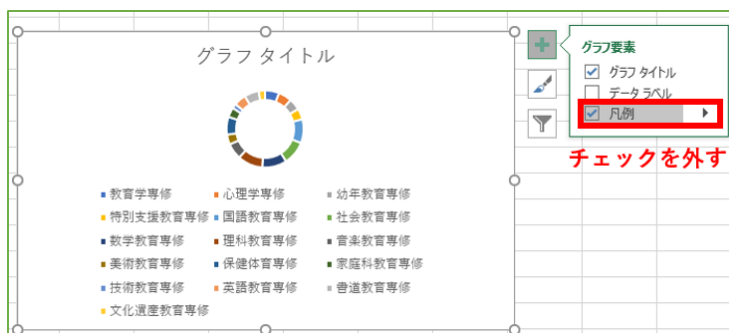 グラフ タイトル
教育学専修 心理学専修 幼年教育専修
特別支援教育専修 国語教育専修 社会教育専修
数学教育専修 理科教育専修 音楽教育専修
美術教育専修 保健体育専修 家庭科教育専修
技術教育専修 英語教育専修 書道教育専修
文化遺産教育専修
グラフ要素
グラフ タイトル
データ ラベル
凡例
チェックを外す